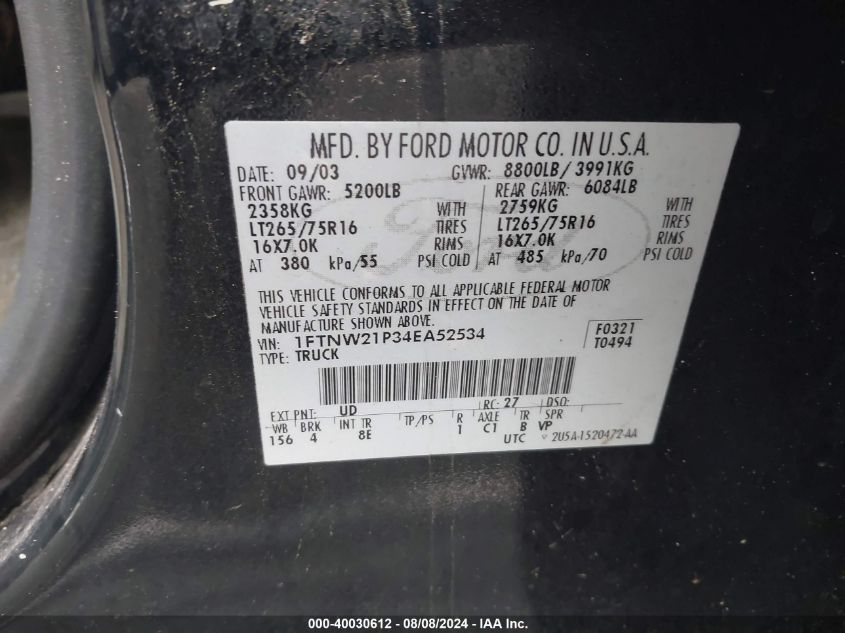 MFD. BY FORD MOTOR CO. IN U.S.A.
DATE: 09/03 GVWR: 8800LB/ 3991KG
FRONT GAWR: 5200LB REAR GAWR: 6084LB
2358KG WITH 2759KG WITH
LT265/75R16 TIRES LT265/75R16 TIRES
16X7.0K RIMS 16X7.0K RIMS
AT 380 kPa/55 PSI COLD AT 485 kPa/70 PSI COLD
Ford
THIS VEHICLE CONFORMS TO ALL APPLICABLE FEDERAL MOTOR
VEHICLE SAFETY STANDARDS IN EFFECT ON THE DATE OF
MANUFACTURE SHOWN ABOVE.
VIN: 1FTNW21P34EA52534 F0321
TYPE: TRUCK T0494
EXT PNT: UD RC: 27 DSO:
WB BRK INT TR TP/PS R AXLE TR SPR
156 4 8E 1 C1 B VP
UTC 2U5A-1520472-AA
000-40030612 - 08/08/2024 - IAA Inc.